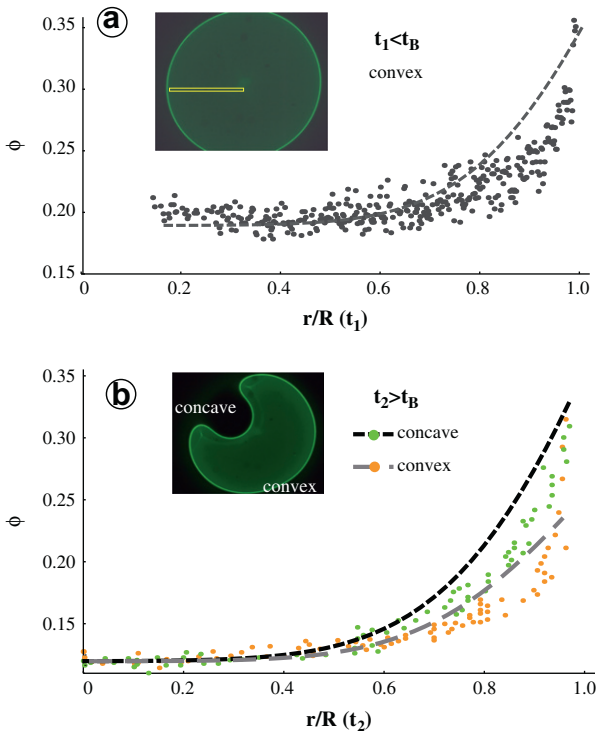 a
t₁<t_B
convex
ϕ
0.35
0.30
0.25
0.20
0.15
0 0.2 0.4 0.6 0.8 1.0
r/R (t₁)
b
concave
convex
t₂>t_B
concave
convex
ϕ
0.35
0.30
0.25
0.20
0.15
0 0.2 0.4 0.6 0.8 1.0
r/R (t₂)